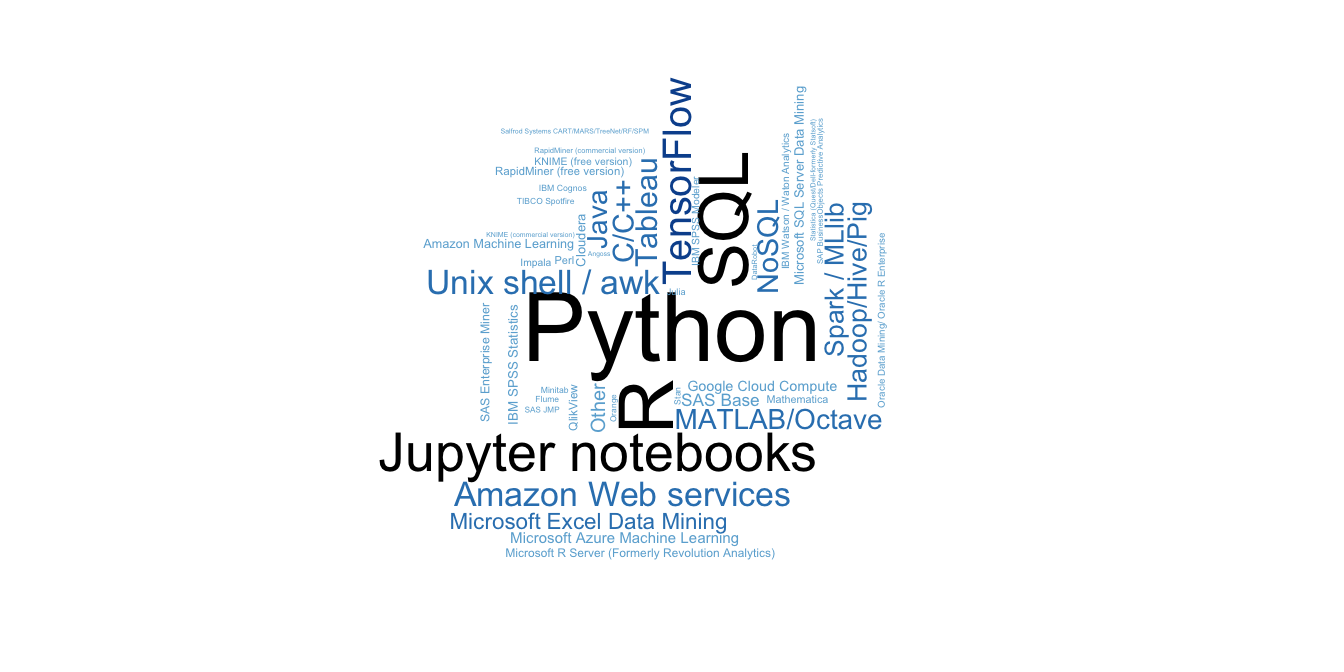 TensorFlow
Microsoft SQL Server Data Mining
Statistica (Quest/Dell-formerly Statsoft)
SAP BusinessObjects Predictive Analytics
Salfrod Systems CART/MARS/TreeNet/RF/SPM
IBM Watson / Waton Analytics
RapidMiner (commercial version)
SQL
KNIME (free version)
Tableau
RapidMiner (free version)
IBM SPSS Modeler
C/C++
IBM Cognos
Java
TIBCO Spotfire
NoSQL
Spark / MLlib
Hadoop/Hive/Pig
Cloudera
KNIME (commercial version)
Oracle Data Mining/ Oracle R Enterprise
Amazon Machine Learning
DataRobot
Angoss
Impala
Perl
Unix shell / awk
Julia
Python
SAS Enterprise Miner
IBM SPSS Statistics
R
Google Cloud Compute
Minitab
QlikView
Other
Orange
Stan
SAS Base
Mathematica
Flume
SAS JMP
MATLAB/Octave
Jupyter notebooks
Amazon Web services
Microsoft Excel Data Mining
Microsoft Azure Machine Learning
Microsoft R Server (Formerly Revolution Analytics)